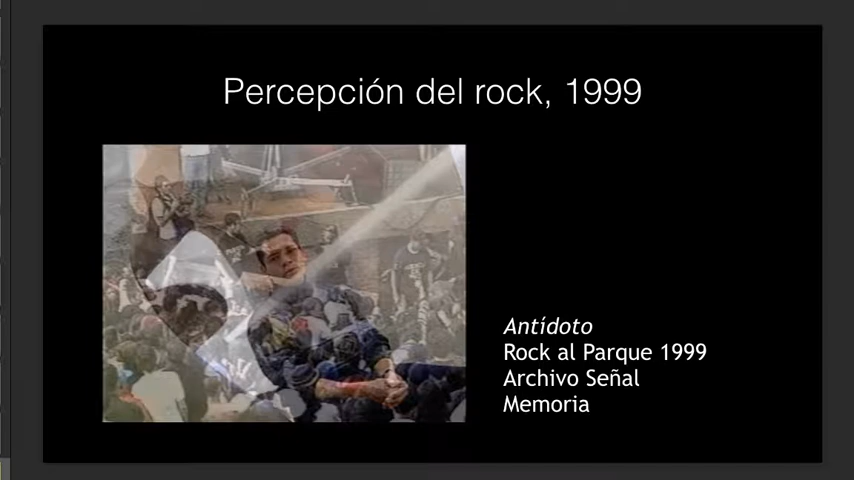 Percepción del rock, 1999
Antídoto
Rock al Parque 1999
Archivo Señal
Memoria